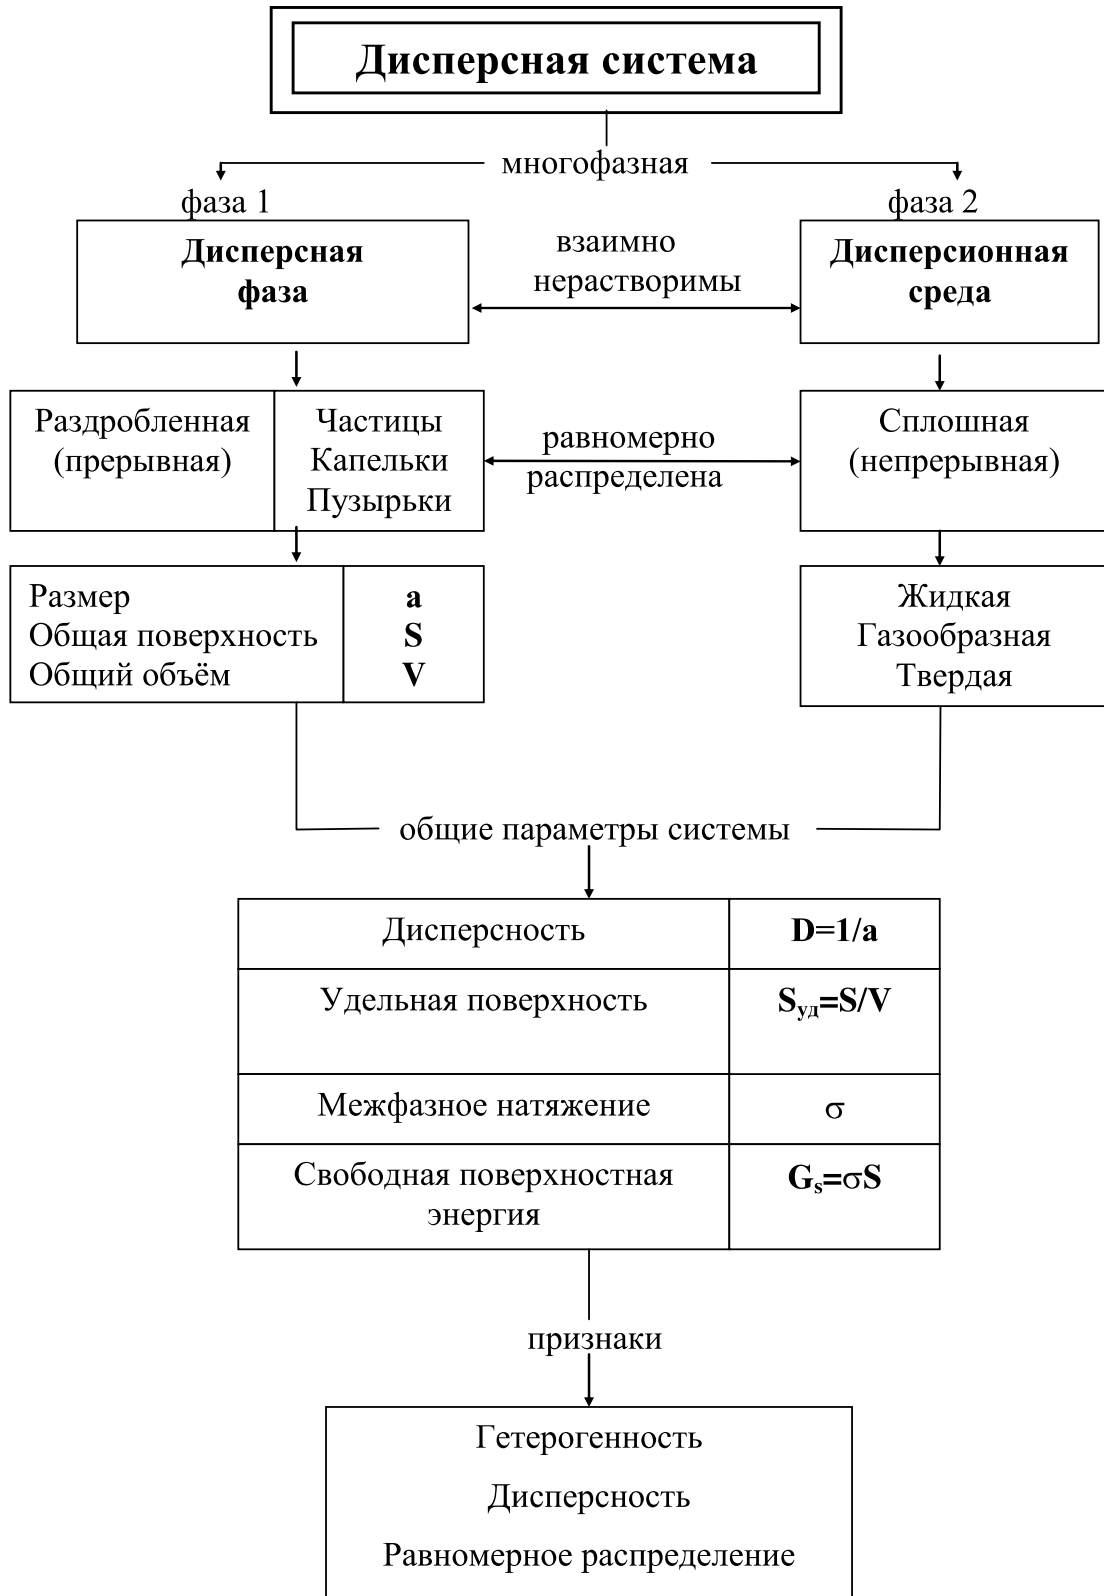 Дисперсная система
многофазная
фаза 1
фаза 2
Дисперсная
фаза
взаимно
нерастворимы
Дисперсионная
среда
Раздробленная
(прерывная)
Частицы
Капельки
Пузырьки
равномерно
распределена
Сплошная
(непрерывная)
Размер a
Общая поверхность S
Общий объём V
Жидкая
Газообразная
Твердая
общие параметры системы
Дисперсность D=1/a
Удельная поверхность Sуд=S/V
Межфазное натяжение σ
Свободная поверхностная Gs=σS
энергия
признаки
Гетерогенность
Дисперсность
Равномерное распределение